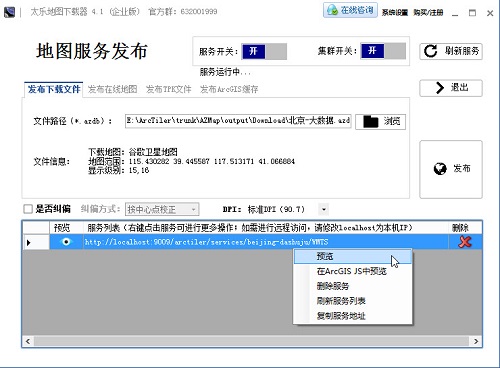 太乐地图下载器 4.1 (企业版) 官方群: 632001999
在线咨询 系统设置 购买/注册
地图服务发布
服务开关: 开 集群开关: 开
服务运行中...
刷新服务
退出
发布下载文件 发布在线地图 发布TPK文件 发布ArcGIS缓存
文件路径 (*.azdb): E:\ArcTiler\trunk\AZMap\output\Download\北京-大数据.azd 浏览
文件信息: 下载地图: 谷歌卫星地图
地图范围: 115.430282 39.445587 117.513171 41.066884
显示级别: 15,16
发布
是否纠偏 纠偏方式: 按中心点校正 DPI: 标准DPI (90.7)
预览 服务列表 (右键点击服务可进行更多操作; 如需进行远程访问, 请修改localhost为本机IP) 删除
http://localhost:9009/arctiler/services/beijing-dashuju/WMTS
预览
在ArcGIS JS中预览
删除服务
刷新服务列表
复制服务地址